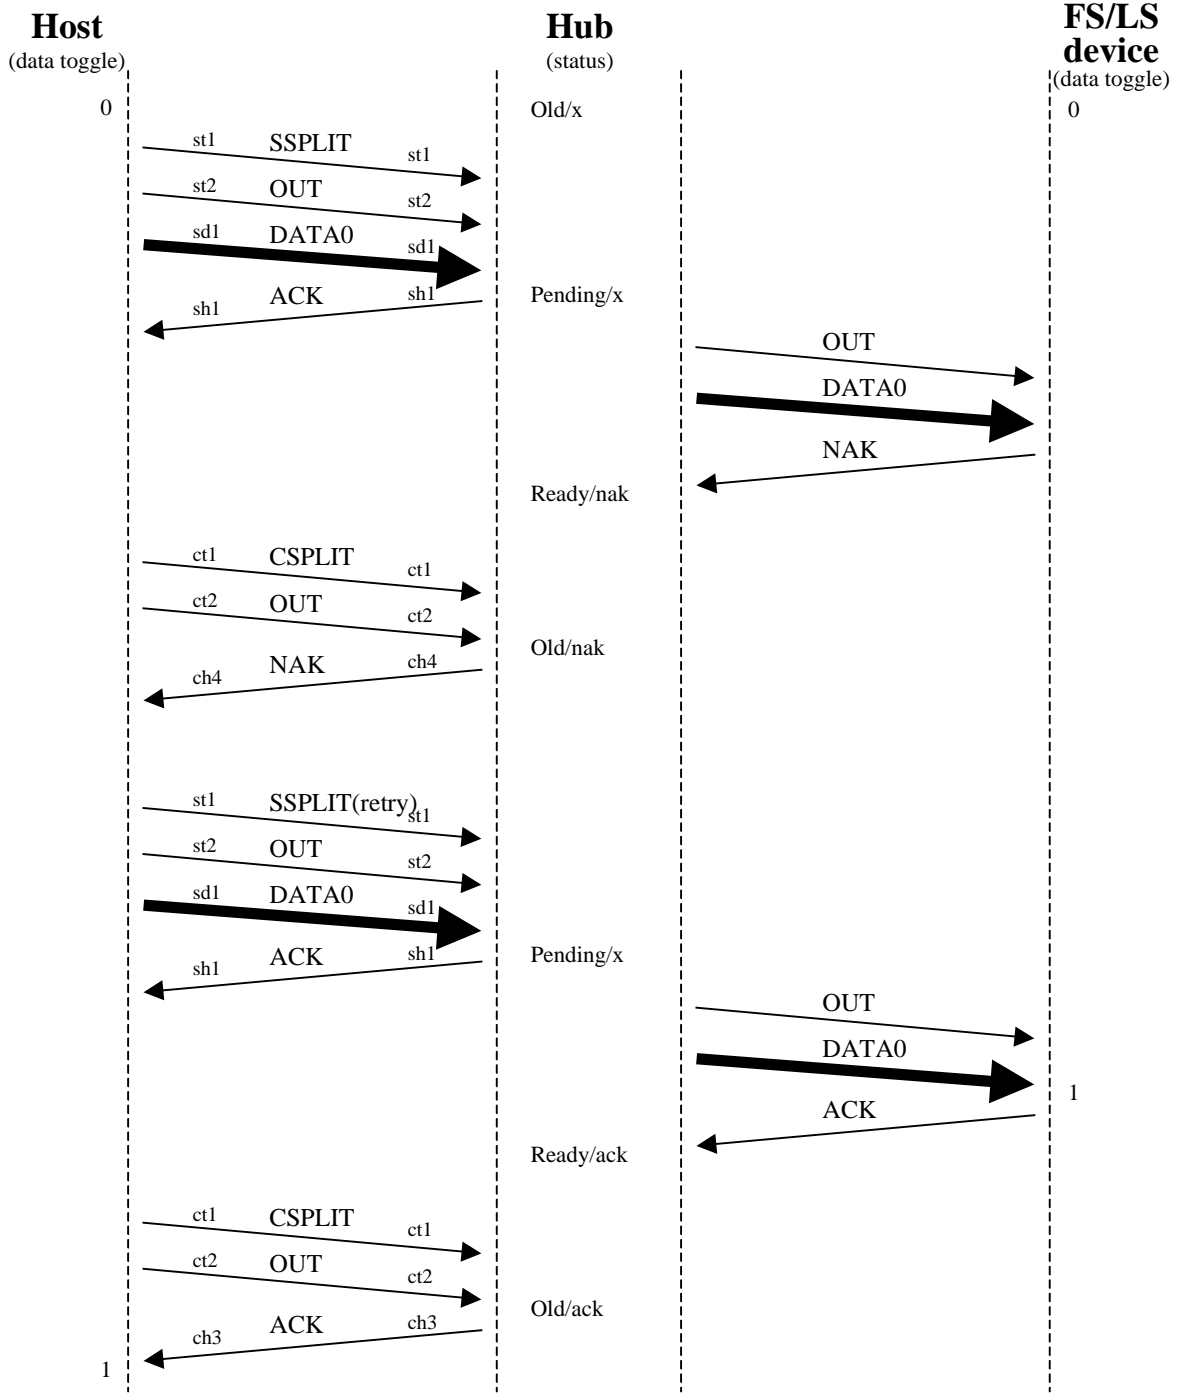 Host
(data toggle)
Hub
(status)
FS/LS
device
(data toggle)
0
Old/x
0
st1 SSPLIT st1
st2 OUT st2
sd1 DATA0 sd1
sh1 ACK sh1
Pending/x
OUT
DATA0
NAK
Ready/nak
ct1 CSPLIT ct1
ct2 OUT ct2
Old/nak
ch4 NAK ch4
st1 SSPLIT(retry) st1
st2 OUT st2
sd1 DATA0 sd1
sh1 ACK sh1
Pending/x
OUT
DATA0
1
ACK
Ready/ack
ct1 CSPLIT ct1
ct2 OUT ct2
Old/ack
ch3 ACK ch3
1